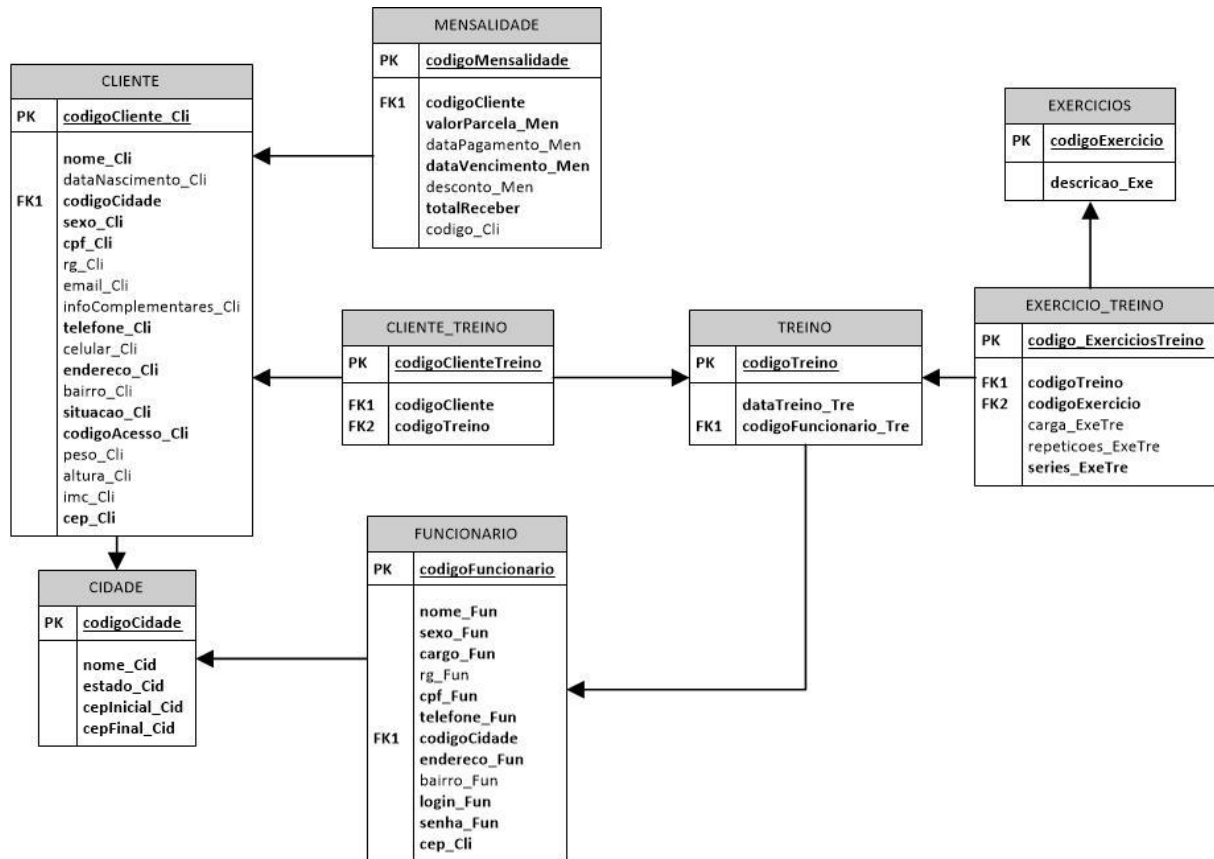 MENSALIDADE
PK codigoMensalidade
FK1 codigoCliente
valorParcela_Men
dataPagamento_Men
dataVencimento_Men
desconto_Men
totalReceber
codigo_Cli
CLIENTE
PK codigoCliente_Cli
nome_Cli
dataNascimento_Cli
FK1 codigoCidade
sexo_Cli
cpf_Cli
rg_Cli
email_Cli
infoComplementares_Cli
telefone_Cli
celular_Cli
endereco_Cli
bairro_Cli
situacao_Cli
codigoAcesso_Cli
peso_Cli
altura_Cli
imc_Cli
cep_Cli
EXERCICIOS
PK codigoExercicio
descricao_Exe
CLIENTE_TREINO
PK codigoClienteTreino
FK1 codigoCliente
FK2 codigoTreino
TREINO
PK codigoTreino
dataTreino_Tre
FK1 codigoFuncionario_Tre
EXERCICIO_TREINO
PK codigo_ExerciciosTreino
FK1 codigoTreino
FK2 codigoExercicio
carga_ExeTre
repeticoes_ExeTre
series_ExeTre
CIDADE
PK codigoCidade
nome_Cid
estado_Cid
cepInicial_Cid
cepFinal_Cid
FUNCIONARIO
PK codigoFuncionario
nome_Fun
sexo_Fun
cargo_Fun
rg_Fun
cpf_Fun
telefone_Fun
FK1 codigoCidade
endereco_Fun
bairro_Fun
login_Fun
senha_Fun
cep_Cli